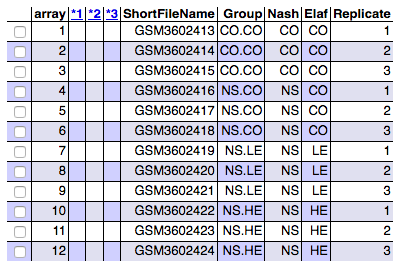 array *1 *2 *3 ShortFileName Group Nash Elaf Replicate
1 GSM3602413 CO.CO CO CO 1
2 GSM3602414 CO.CO CO CO 2
3 GSM3602415 CO.CO CO CO 3
4 GSM3602416 NS.CO NS CO 1
5 GSM3602417 NS.CO NS CO 2
6 GSM3602418 NS.CO NS CO 3
7 GSM3602419 NS.LE NS LE 1
8 GSM3602420 NS.LE NS LE 2
9 GSM3602421 NS.LE NS LE 3
10 GSM3602422 NS.HE NS HE 1
11 GSM3602423 NS.HE NS HE 2
12 GSM3602424 NS.HE NS HE 3